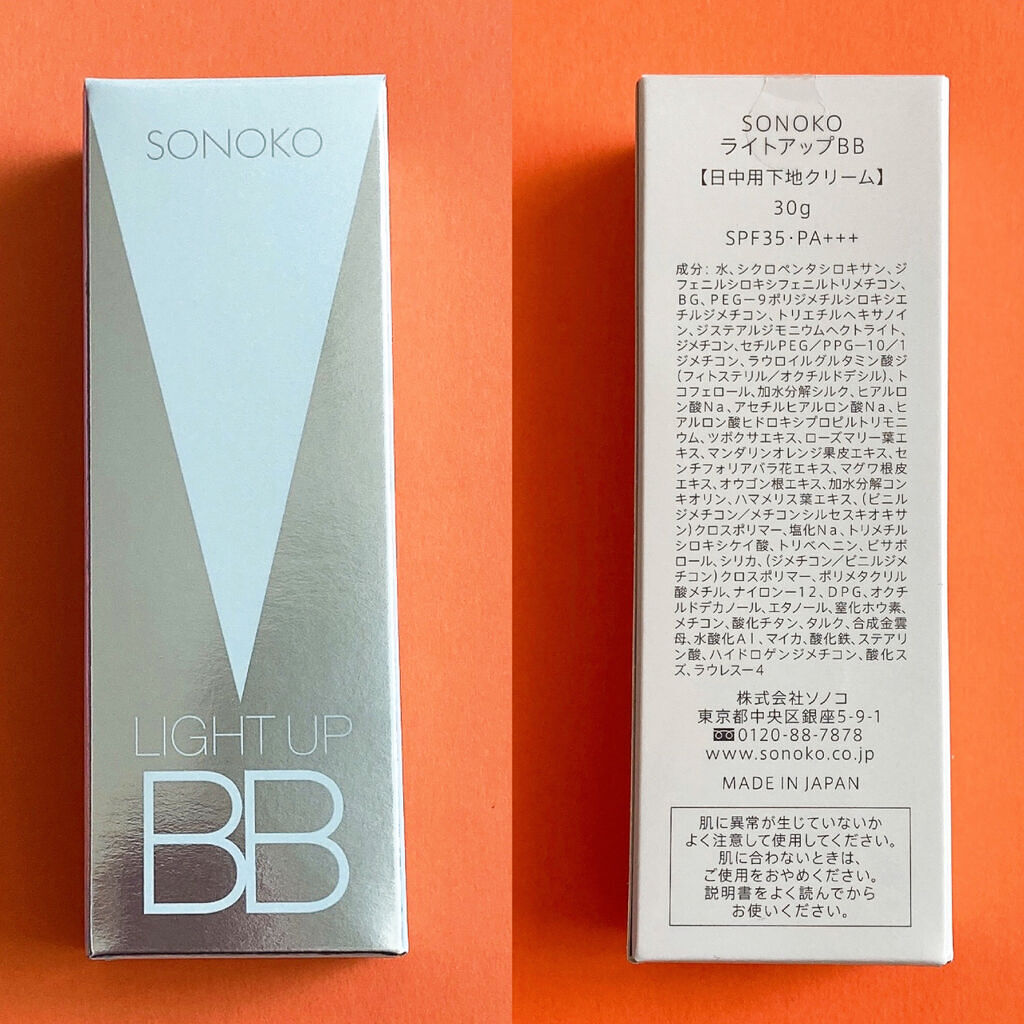 SONOKO
LIGHT UP
BB
SONOKO
ライトアップBB
【日中用下地クリーム】
30g
SPF35·PA+++
成分:水、シクロペンタシロキサン、ジ
フェニルシロキシフェニルトリメチコン、
BG、PEG－9ポリジメチルシロキシエ
チルジメチコン、トリエチルヘキサノイ
ン、ジステアルジモニウムヘクトライト、
ジメチコン、セチルPEG／PPG－10／1
ジメチコン、ラウロイルグルタミン酸ジ
(フィトステリル／オクチルドデシル)、ト
コフェロール、加水分解シルク、ヒアルロ
ン酸Na、アセチルヒアルロン酸Na、ヒ
アルロン酸ヒドロキシプロピルトリモニ
ウム、ツボクサエキス、ローズマリー葉エ
キス、マンダリンオレンジ果皮エキス、セ
ンチフォリアバラ花エキス、マグワ根皮
エキス、オウゴン根エキス、加水分解コン
キオリン、ハマメリス葉エキス、(ビニル
ジメチコン／メチコンシルセスキオキサ
ン)クロスポリマー、塩化Na、トリメチル
シロキシケイ酸、トリベヘニン、ビサボ
ロール、シリカ、(ジメチコン／ビニルジメ
チコン)クロスポリマー、ポリメタクリル
酸メチル、ナイロン－12、DPG、オクチ
ルドデカノール、エタノール、窒化ホウ素、
メチコン、酸化チタン、タルク、合成金雲
母、水酸化Al、マイカ、酸化鉄、ステアリ
ン酸、ハイドロゲンジメチコン、酸化ス
ズ、ラウレス－4
株式会社ソノコ
東京都中央区銀座5-9-1
0120-88-7878
www.sonoko.co.jp
MADE IN JAPAN
肌に異常が生じていないか
よく注意して使用してください。
肌に合わないときは、
ご使用をおやめください。
説明書をよく読んでから
お使いください。